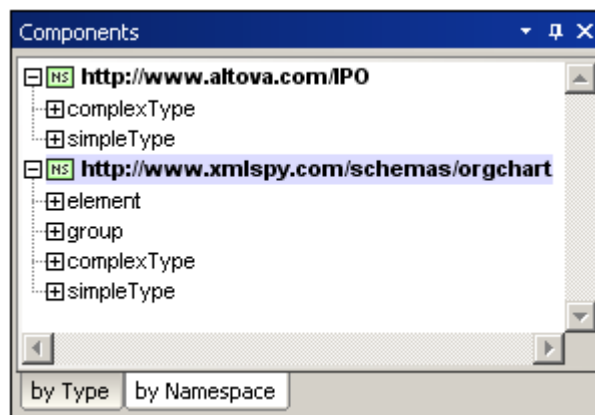 Components
NS http://www.altova.com/IPO
complexType
simpleType
NS http://www.xmlspy.com/schemas/orgchart
element
group
complexType
simpleType
by Type by Namespace